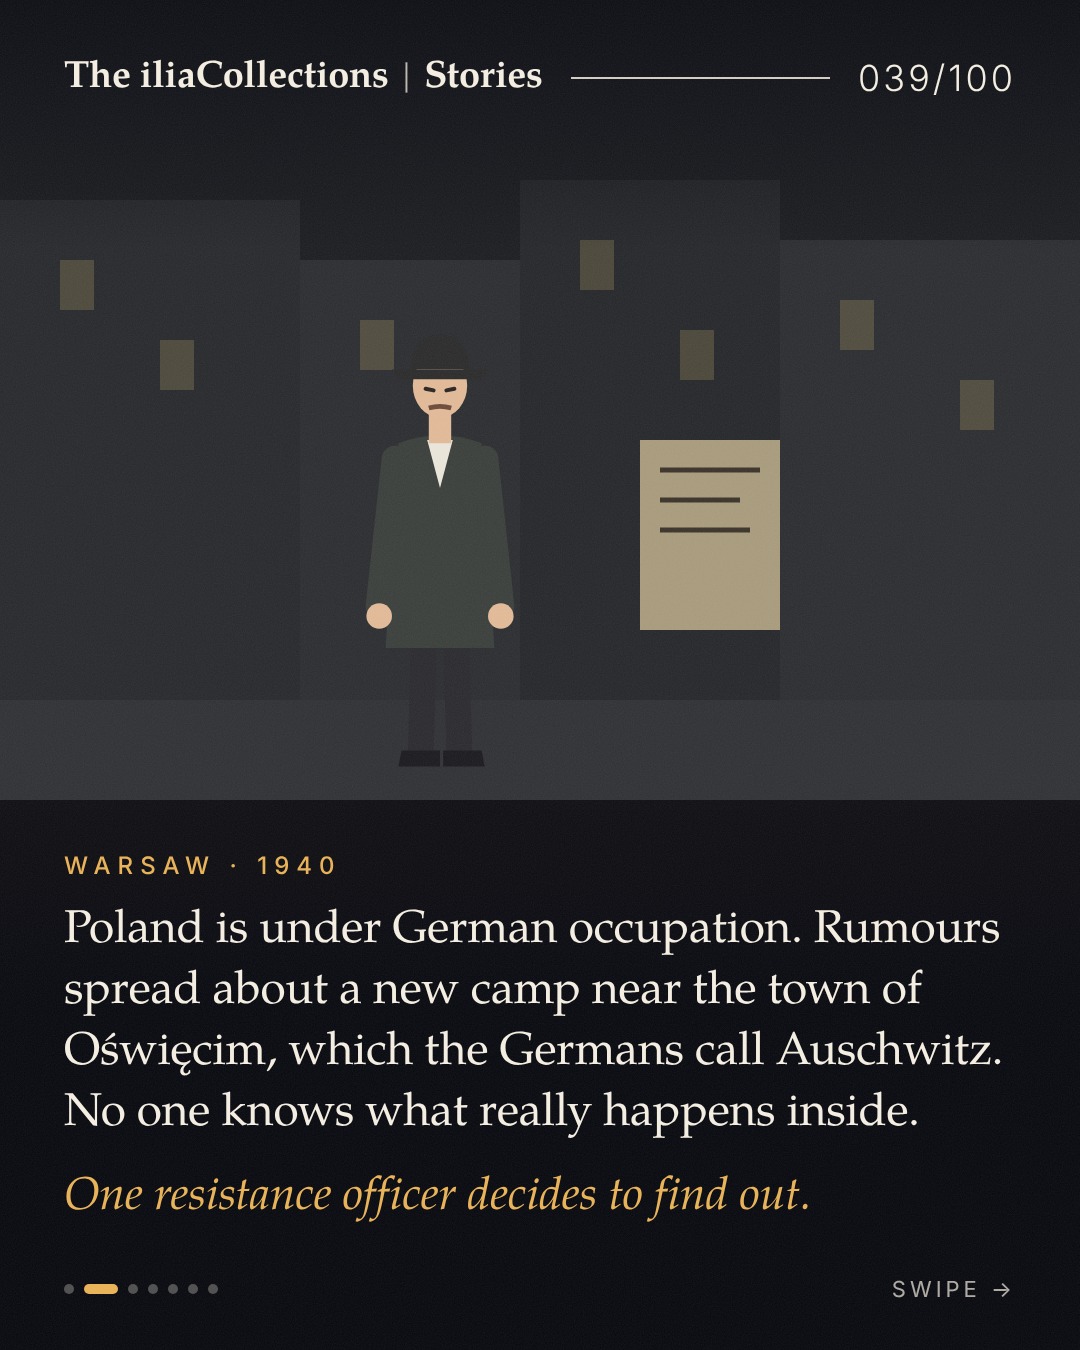 The iliaCollections | Stories 039/100
WARSAW · 1940
Poland is under German occupation. Rumours
spread about a new camp near the town of
Oświęcim, which the Germans call Auschwitz.
No one knows what really happens inside.
One resistance officer decides to find out.
SWIPE →